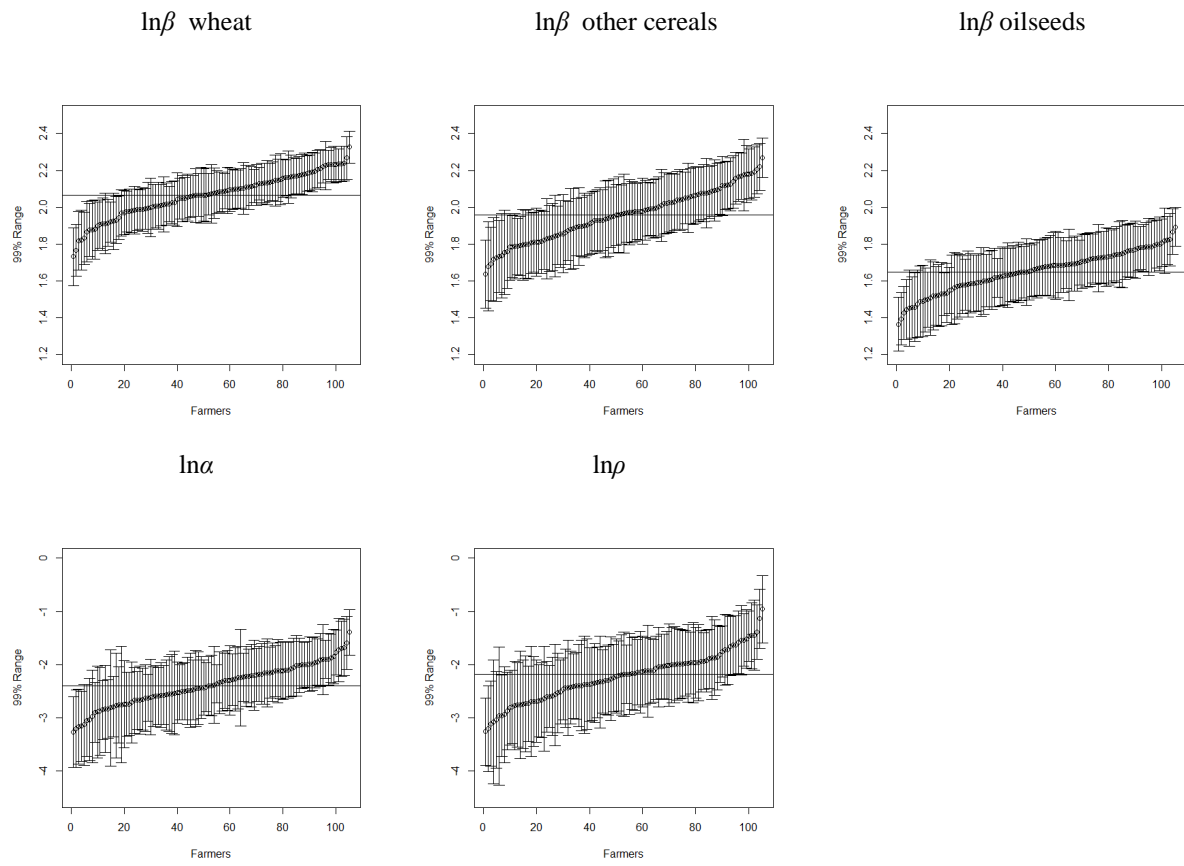 lnβ wheat
lnβ other cereals
lnβ oilseeds
99% Range
1.2 1.4 1.6 1.8 2.0 2.2 2.4
0 20 40 60 80 100
Farmers
99% Range
1.2 1.4 1.6 1.8 2.0 2.2 2.4
0 20 40 60 80 100
Farmers
99% Range
1.2 1.4 1.6 1.8 2.0 2.2 2.4
0 20 40 60 80 100
Farmers
lnα
lnρ
99% Range
-4 -3 -2 -1 0
0 20 40 60 80 100
Farmers
99% Range
-4 -3 -2 -1 0
0 20 40 60 80 100
Farmers